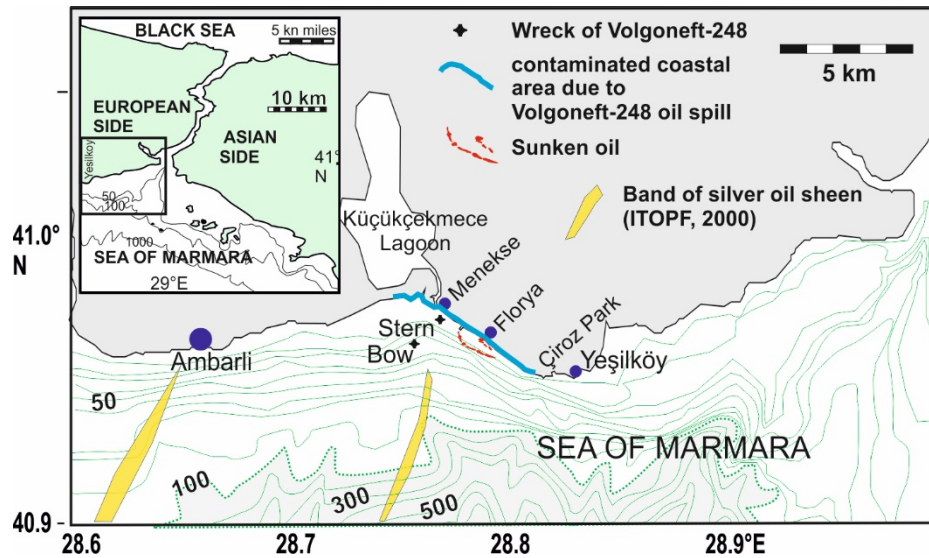 BLACK SEA
5 kn miles
10 km
EUROPEAN
SIDE
ASIAN
SIDE
Yesilkoy
41°
N
50
100
1000
SEA OF MARMARA
29°E
Wreck of Volgoneft-248
contaminated coastal
area due to
Volgoneft-248 oil spill
Sunken oil
Band of silver oil sheen
(ITOPF, 2000)
5 km
41.0°
N
Küçükçekmece
Lagoon
Menekse
Florya
Ciroz Park
Yeşilköy
Stern
Bow
Ambarli
50
100
300
500
SEA OF MARMARA
40.9
28.6
28.7
28.8
28.9°E